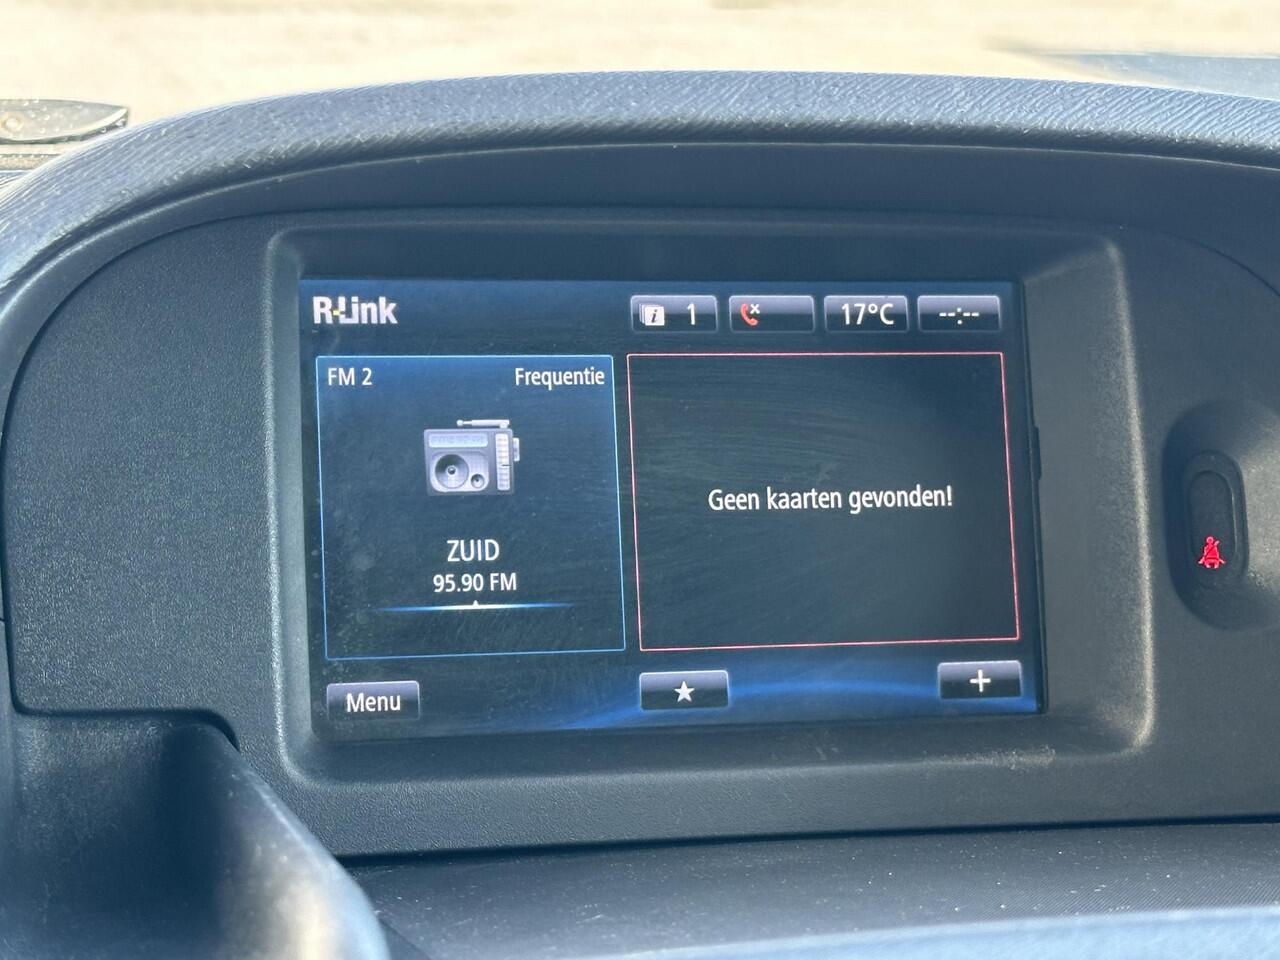 R-Link
i 1
17°C
--:--
FM 2
Frequentie
ZUID
95.90 FM
Geen kaarten gevonden!
Menu